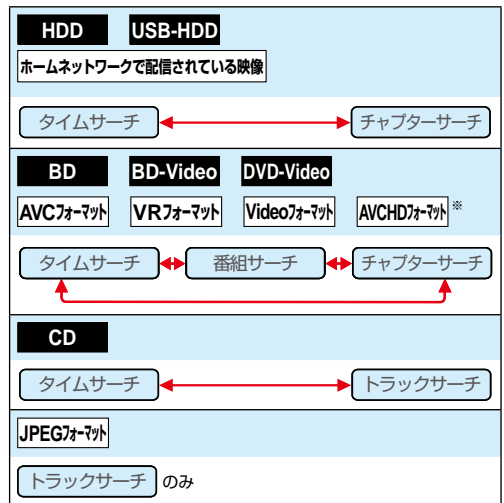 HDD USB-HDD
ホームネットワークで配信されている映像
タイムサーチ チャプターサーチ
BD BD-Video DVD-Video
AVCフォーマット VRフォーマット Videoフォーマット AVCHDフォーマット※
タイムサーチ 番組サーチ チャプターサーチ
CD
タイムサーチ トラックサーチ
JPEGフォーマット
トラックサーチ のみ